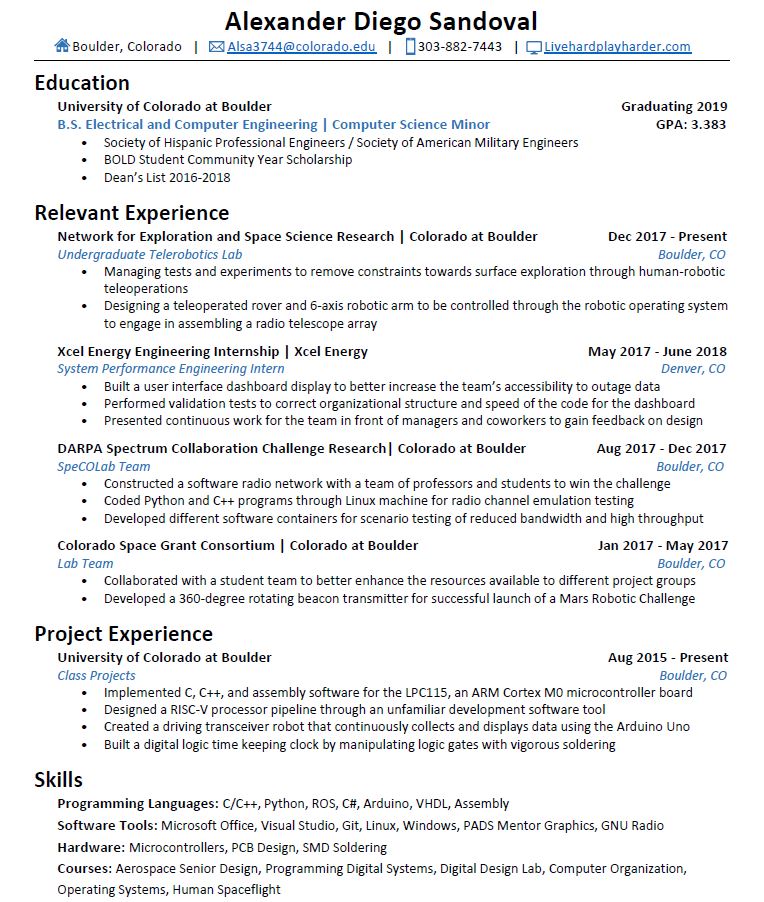 Alexander Diego Sandoval
Boulder, Colorado | Alsa3744@colorado.edu | 303-882-7443 | Livehardplayharder.com
Education
University of Colorado at Boulder Graduating 2019
B.S. Electrical and Computer Engineering | Computer Science Minor GPA: 3.383
• Society of Hispanic Professional Engineers / Society of American Military Engineers
• BOLD Student Community Year Scholarship
• Dean's List 2016-2018
Relevant Experience
Network for Exploration and Space Science Research | Colorado at Boulder Dec 2017 - Present
Undergraduate Telerobotics Lab Boulder, CO
• Managing tests and experiments to remove constraints towards surface exploration through human-robotic
teleoperations
• Designing a teleoperated rover and 6-axis robotic arm to be controlled through the robotic operating system
to engage in assembling a radio telescope array
Xcel Energy Engineering Internship | Xcel Energy May 2017 - June 2018
System Performance Engineering Intern Denver, CO
• Built a user interface dashboard display to better increase the team's accessibility to outage data
• Performed validation tests to correct organizational structure and speed of the code for the dashboard
• Presented continuous work for the team in front of managers and coworkers to gain feedback on design
DARPA Spectrum Collaboration Challenge Research| Colorado at Boulder Aug 2017 - Dec 2017
SpeCOLab Team Boulder, CO
• Constructed a software radio network with a team of professors and students to win the challenge
• Coded Python and C++ programs through Linux machine for radio channel emulation testing
• Developed different software containers for scenario testing of reduced bandwidth and high throughput
Colorado Space Grant Consortium | Colorado at Boulder Jan 2017 - May 2017
Lab Team Boulder, CO
• Collaborated with a student team to better enhance the resources available to different project groups
• Developed a 360-degree rotating beacon transmitter for successful launch of a Mars Robotic Challenge
Project Experience
University of Colorado at Boulder Aug 2015 - Present
Class Projects Boulder, CO
• Implemented C, C++, and assembly software for the LPC115, an ARM Cortex M0 microcontroller board
• Designed a RISC-V processor pipeline through an unfamiliar development software tool
• Created a driving transceiver robot that continuously collects and displays data using the Arduino Uno
• Built a digital logic time keeping clock by manipulating logic gates with vigorous soldering
Skills
Programming Languages: C/C++, Python, ROS, C#, Arduino, VHDL, Assembly
Software Tools: Microsoft Office, Visual Studio, Git, Linux, Windows, PADS Mentor Graphics, GNU Radio
Hardware: Microcontrollers, PCB Design, SMD Soldering
Courses: Aerospace Senior Design, Programming Digital Systems, Digital Design Lab, Computer Organization,
Operating Systems, Human Spaceflight